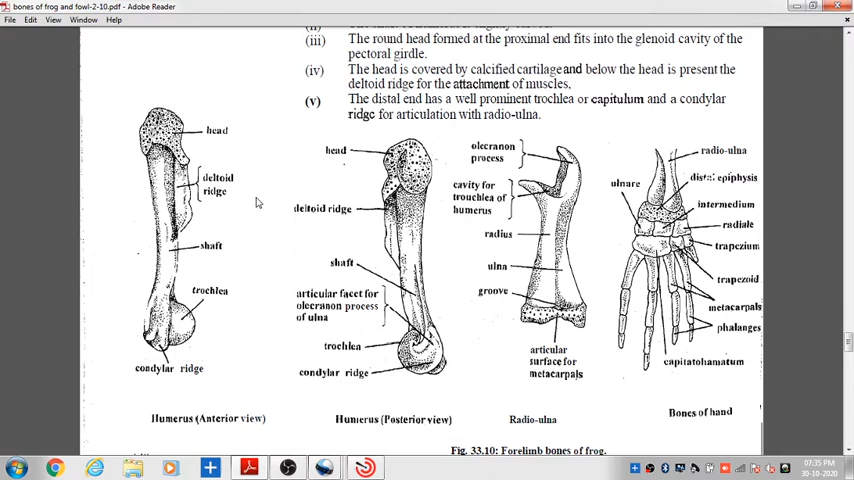 bones of frog and fowl-2-10.pdf - Adobe Reader
File Edit View Window Help
(iii) The round head formed at the proximal end fits into the glenoid cavity of the
pectoral girdle.
(iv) The head is covered by calcified cartilage and below the head is present the
deltoid ridge for the attachment of muscles,
(v) The distal end has a well prominent trochlea or capitulum and a condylar
ridge for articulation with radio-ulna.
head
deltoid
ridge
shaft
trochlea
condylar ridge
Humerus (Anterior view)
head
deltoid ridge
shaft
articular facet for
olecranon process
of ulna
trochlea
condylar ridge
Humerus (Posterior view)
olecranon
process
cavity for
trouchlea of
humerus
radius
ulna
groove
articular
surface for
metacarpals
Radio-ulna
radio-ulna
distal epiphysis
ulnare
intermedium
radiale
trapezium
trapezoid
metacarpals
phalanges
capitatohamatum
Bones of hand
Fig. 33.10: Forelimb bones of frog.
07:35 PM
30-10-2020